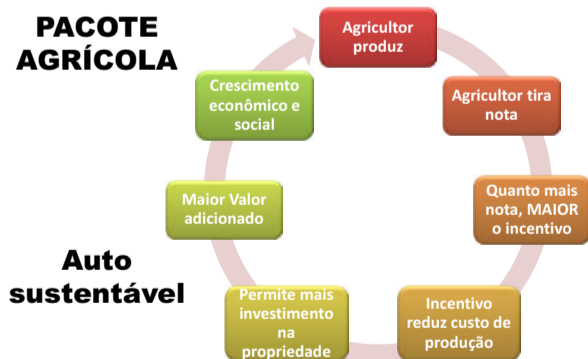 PACOTE
AGRÍCOLA
Agricultor
produz
Agricultor tira
nota
Quanto mais
nota, MAIOR
o incentivo
Incentivo
reduz custo de
produção
Permite mais
investimento
na
propriedade
Maior Valor
adicionado
Crescimento
econômico e
social
Auto
sustentável